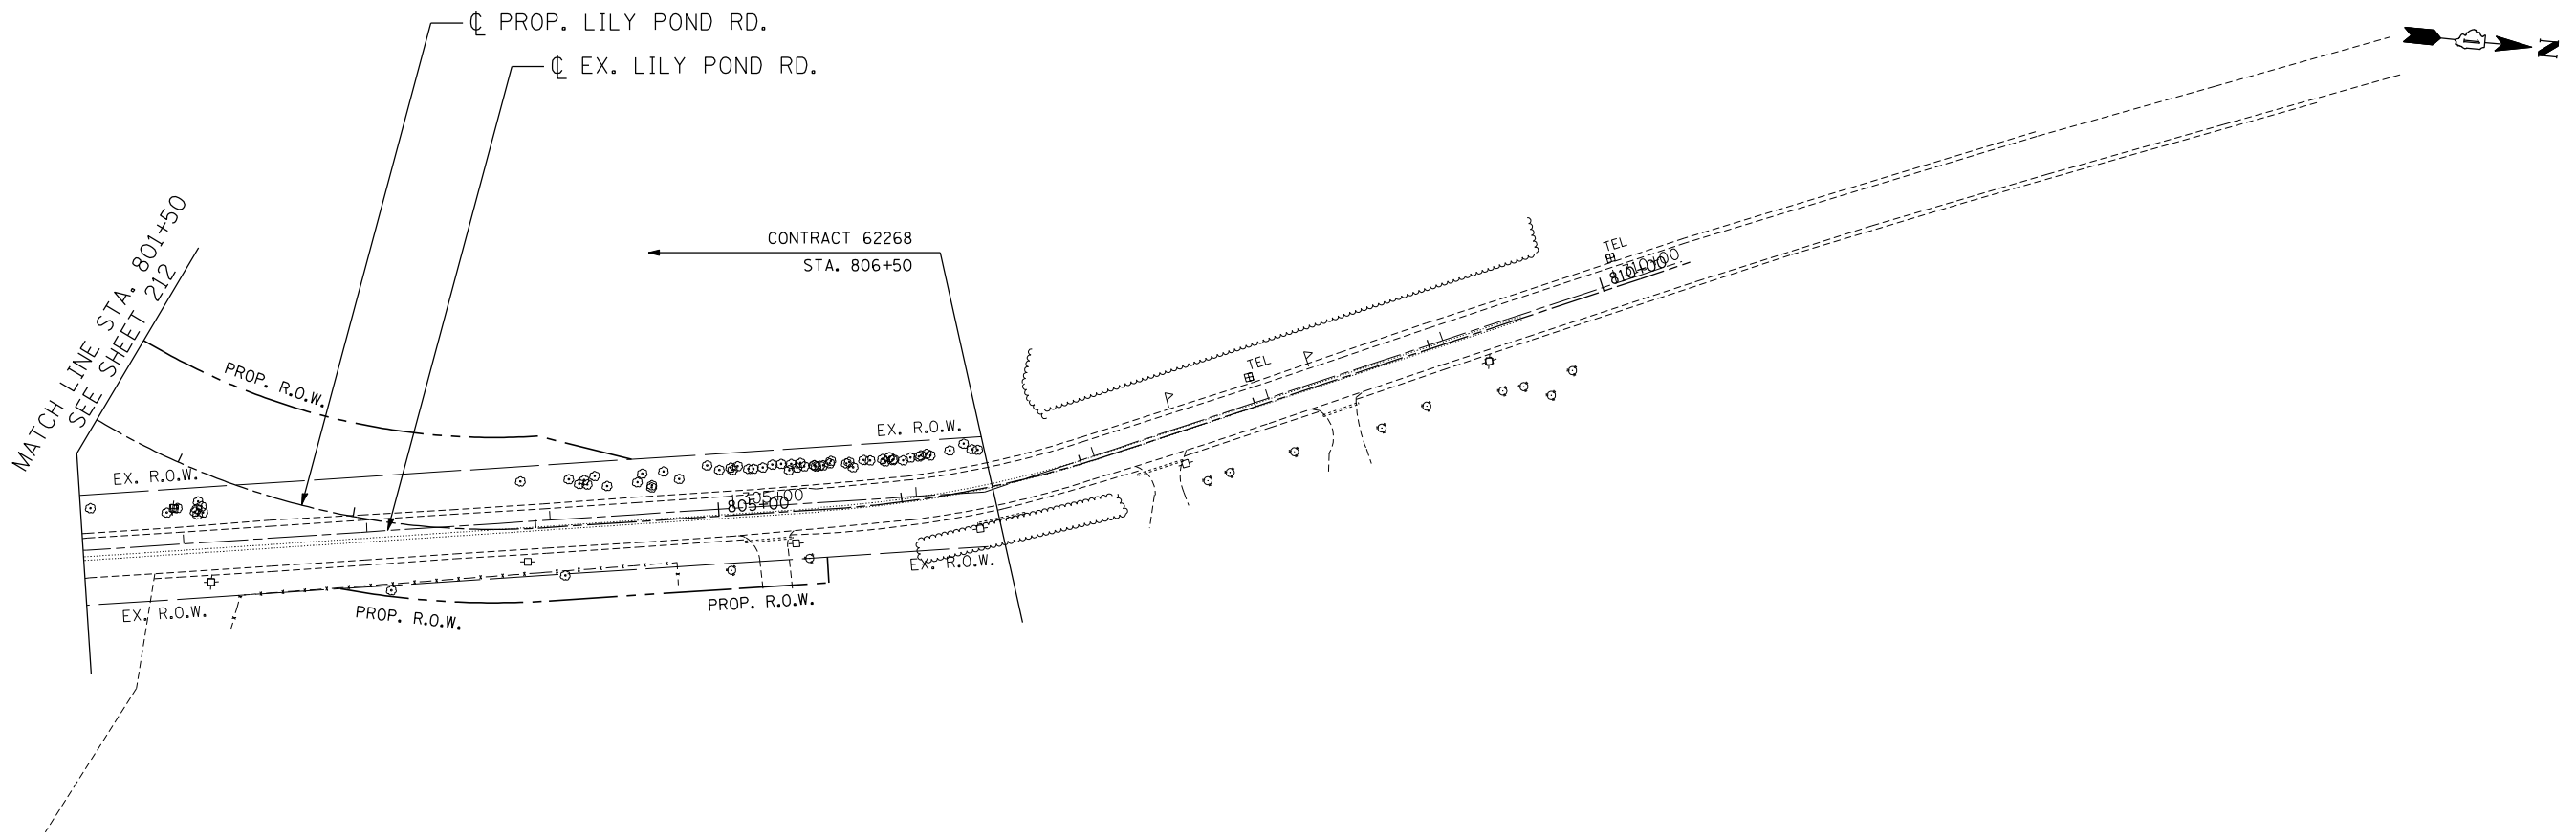 ℄ PROP. LILY POND RD.
℄ EX. LILY POND RD.
N
MATCH LINE STA. 801+50
SEE SHEET 212
CONTRACT 62268
STA. 806+50
TEL
810+00
PROP. R.O.W.
TEL
EX. R.O.W.
EX. R.O.W.
305+00
805+00
EX. R.O.W.
EX. R.O.W.
PROP. R.O.W.
PROP. R.O.W.